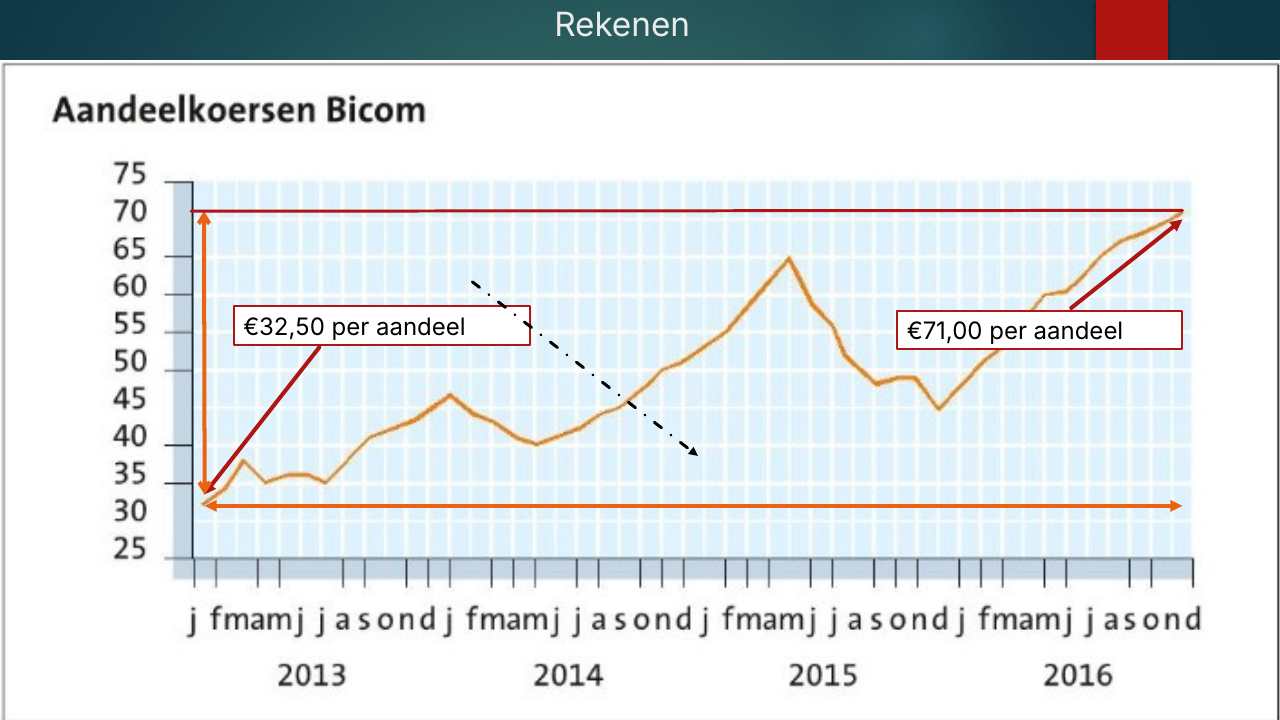 Rekenen
Aandeelkoersen Bicom
75
70
65
60
55
50
45
40
35
30
25
€32,50 per aandeel
€71,00 per aandeel
j fmamj j a s o n d j fmamj j a s o n d j fmamj j a s o n d j fmamj j a s o n d
2013 2014 2015 2016